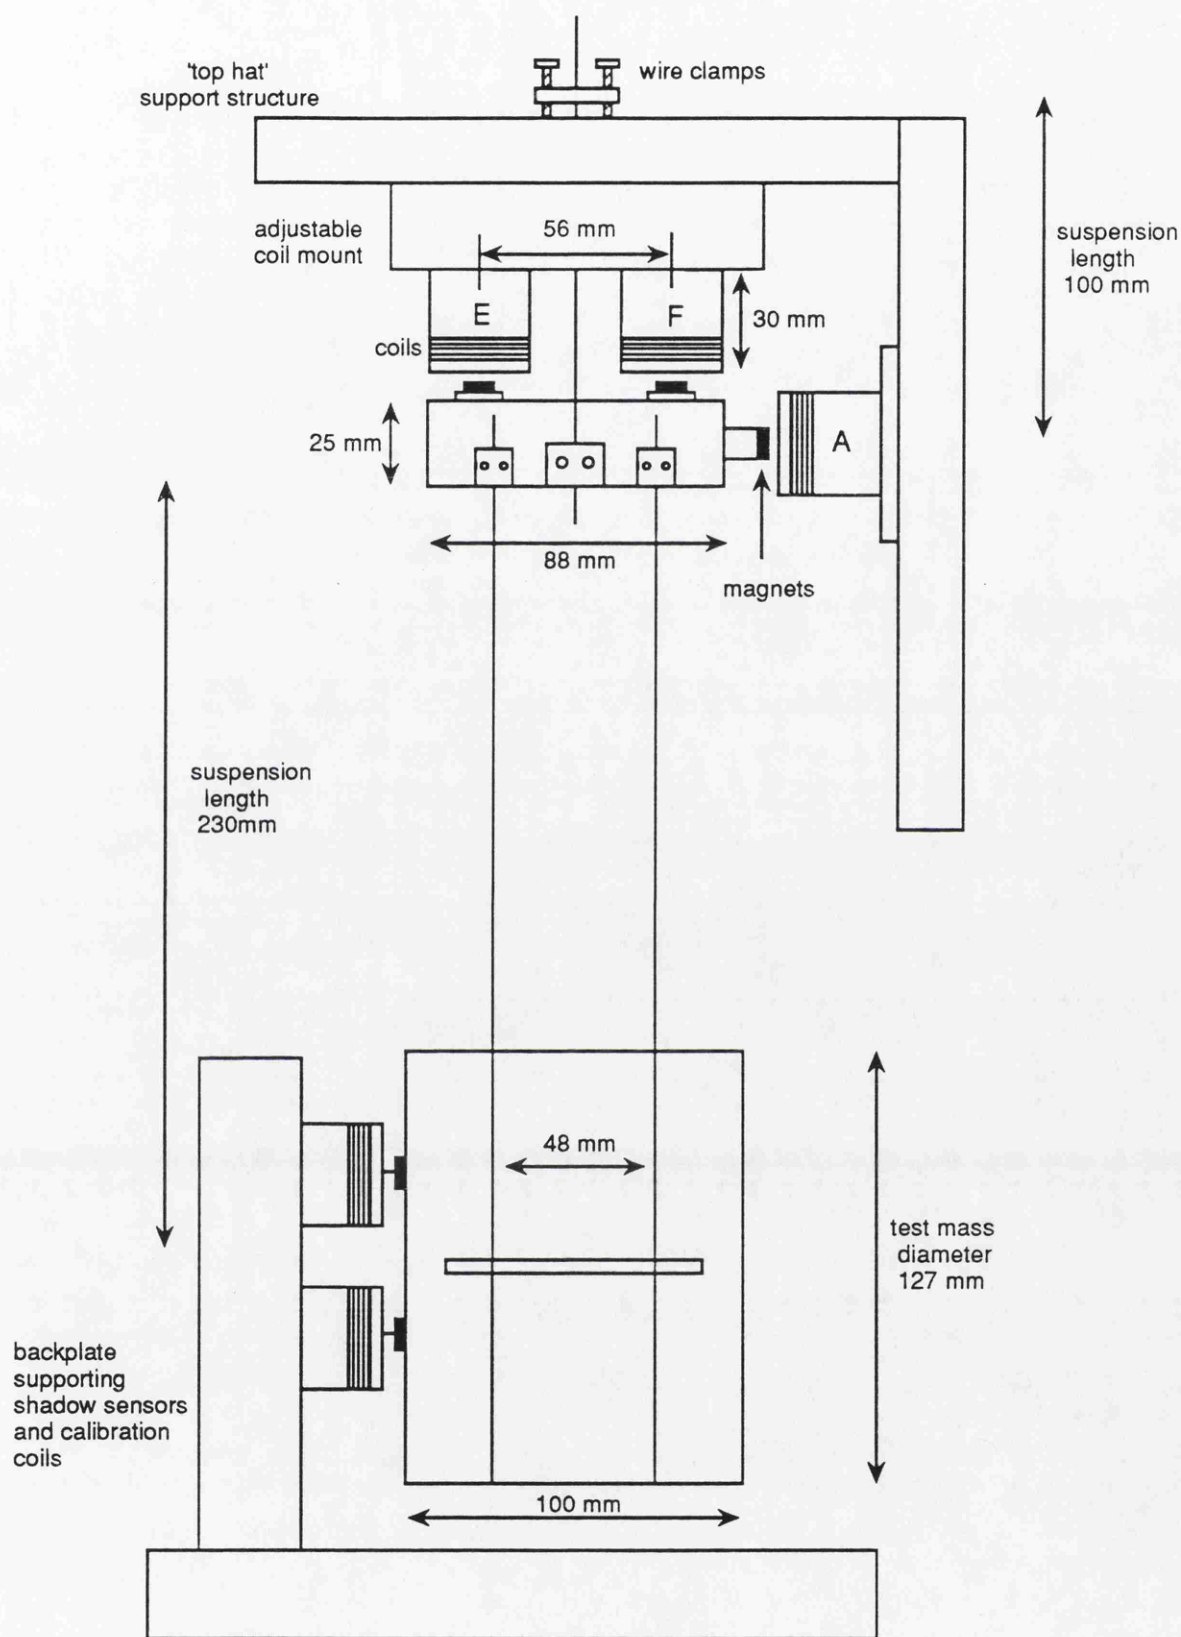 'top hat'
support structure
wire clamps
adjustable
coil mount
56 mm
suspension
length
100 mm
E
F
30 mm
coils
25 mm
A
88 mm
magnets
suspension
length
230mm
48 mm
test mass
diameter
127 mm
backplate
supporting
shadow sensors
and calibration
coils
100 mm